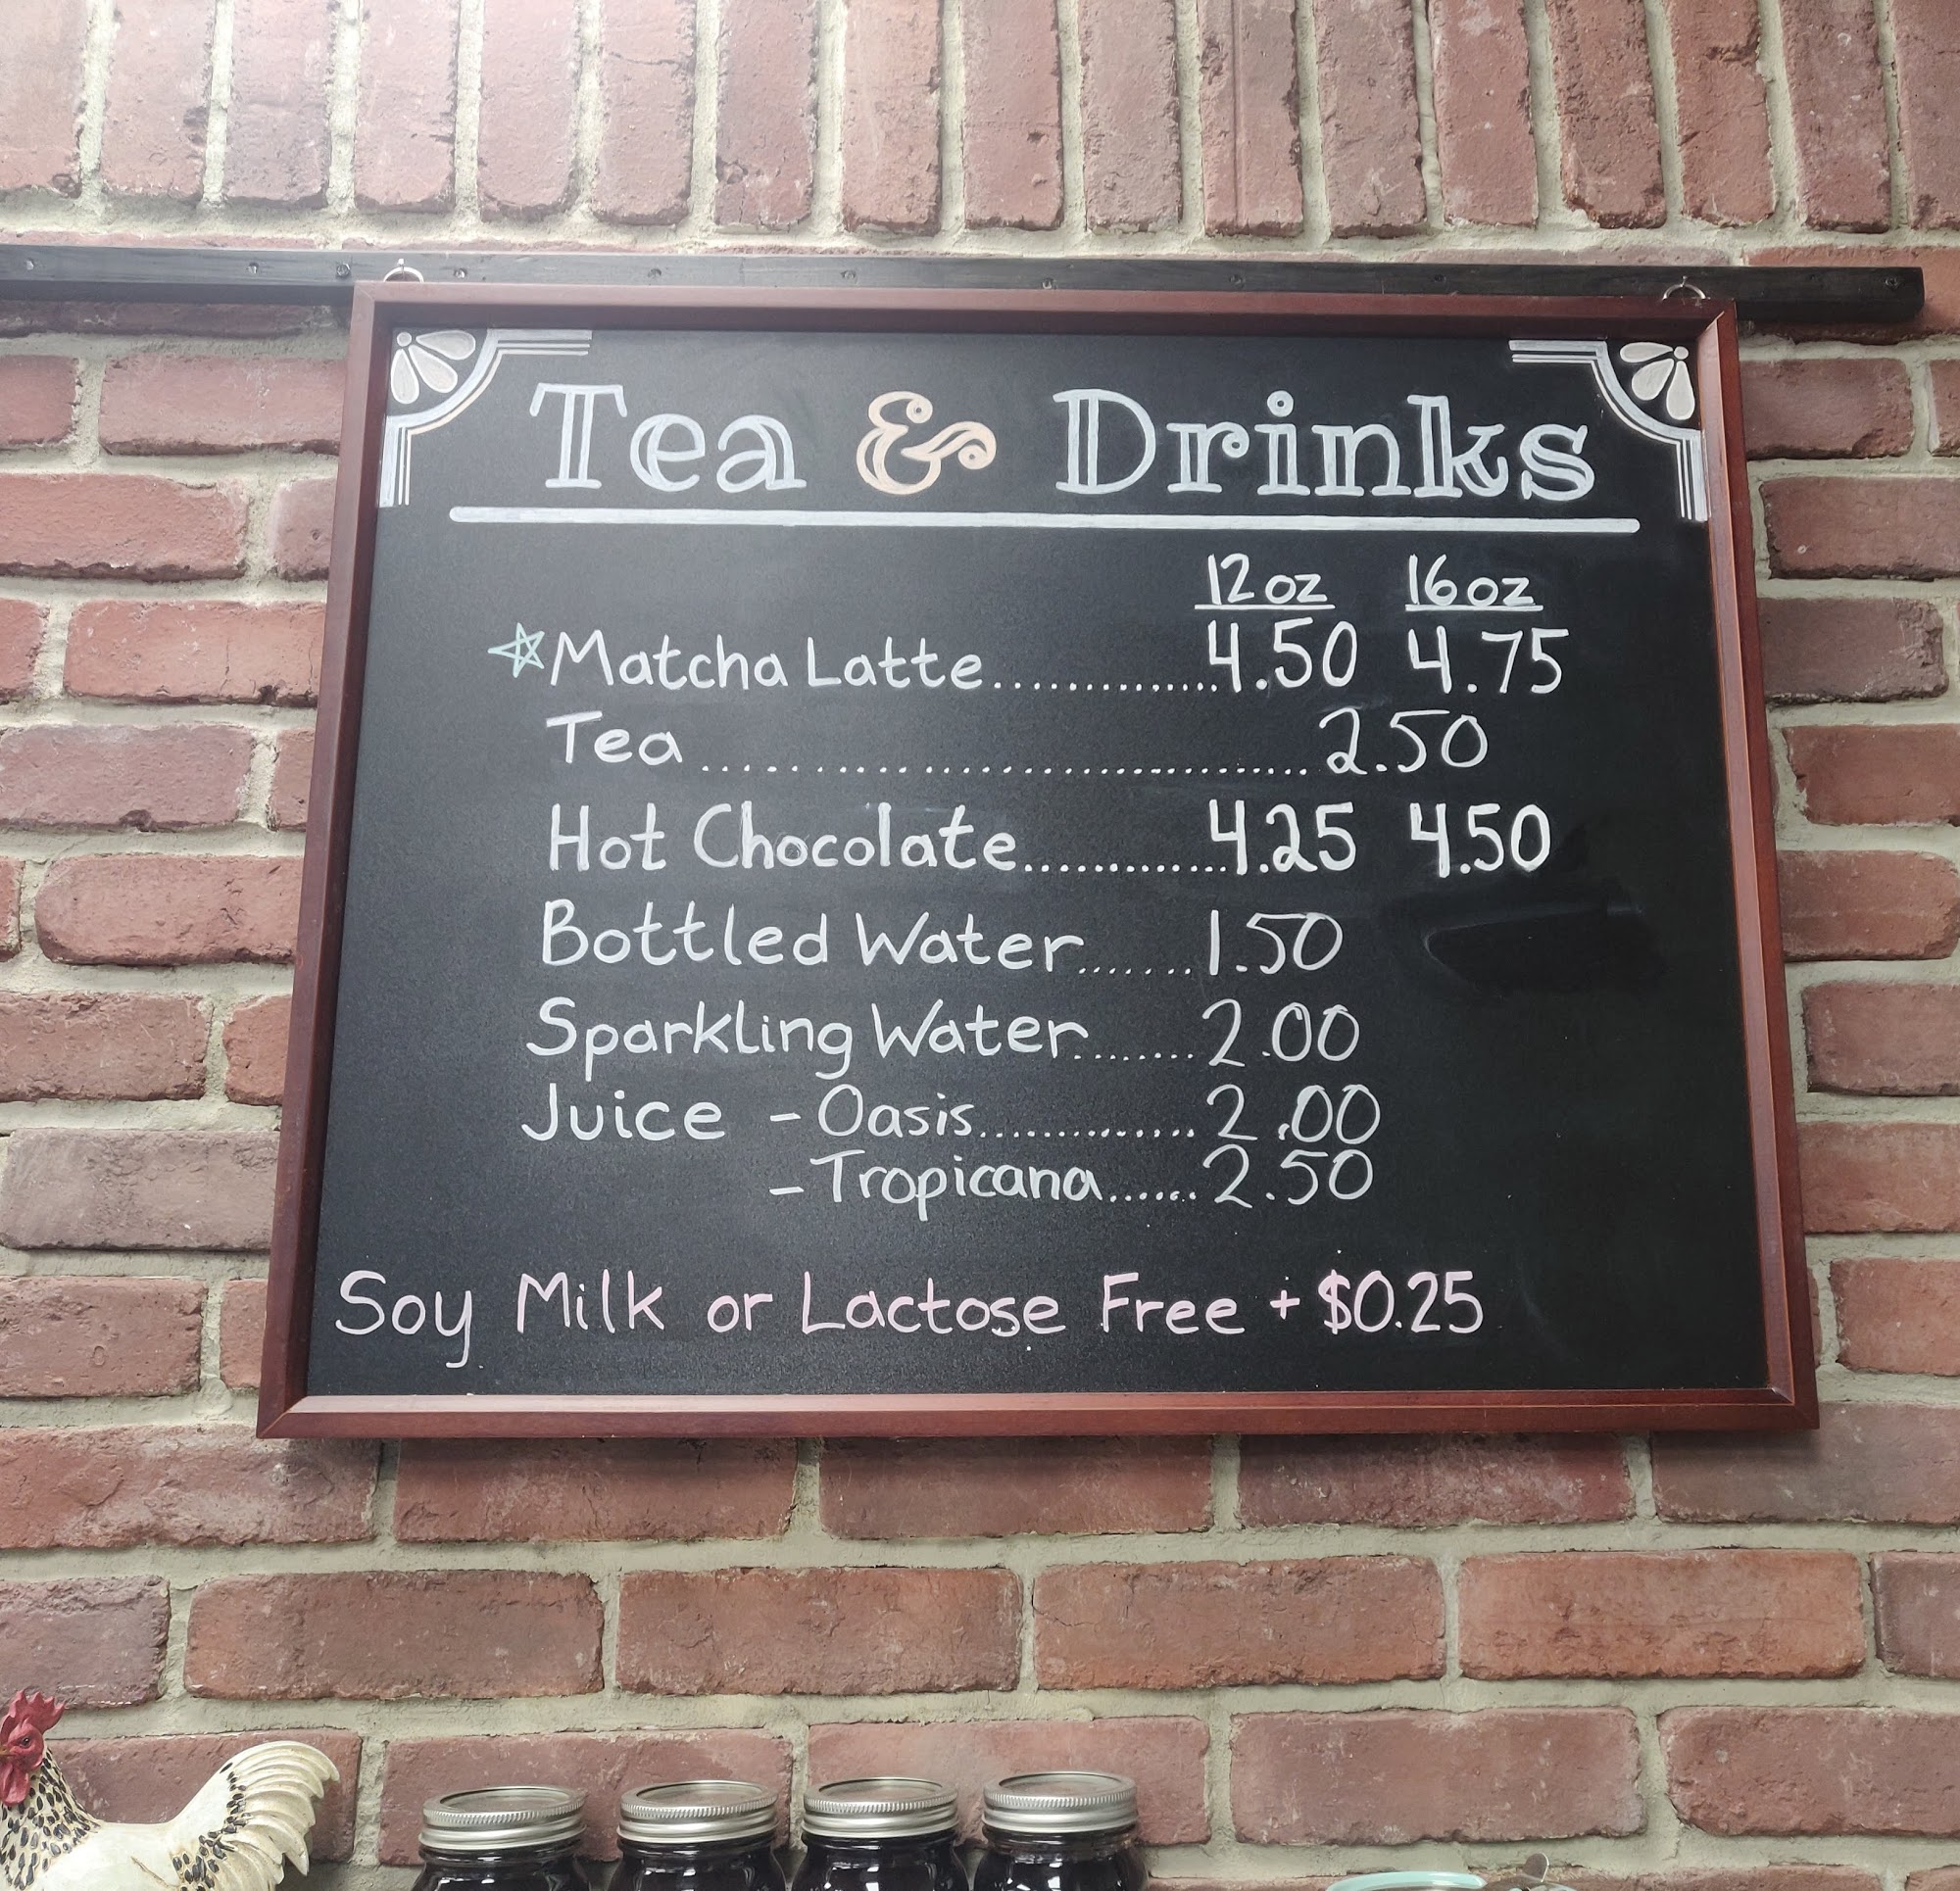 Tea & Drinks
12oz 16oz
☆Matcha Latte..............4.50 4.75
Tea.............................2.50
Hot Chocolate............4.25 4.50
Bottled Water.......1.50
Sparkling Water........2.00
Juice -Oasis..............2.00
-Tropicana......2.50
Soy Milk or Lactose Free + $0.25